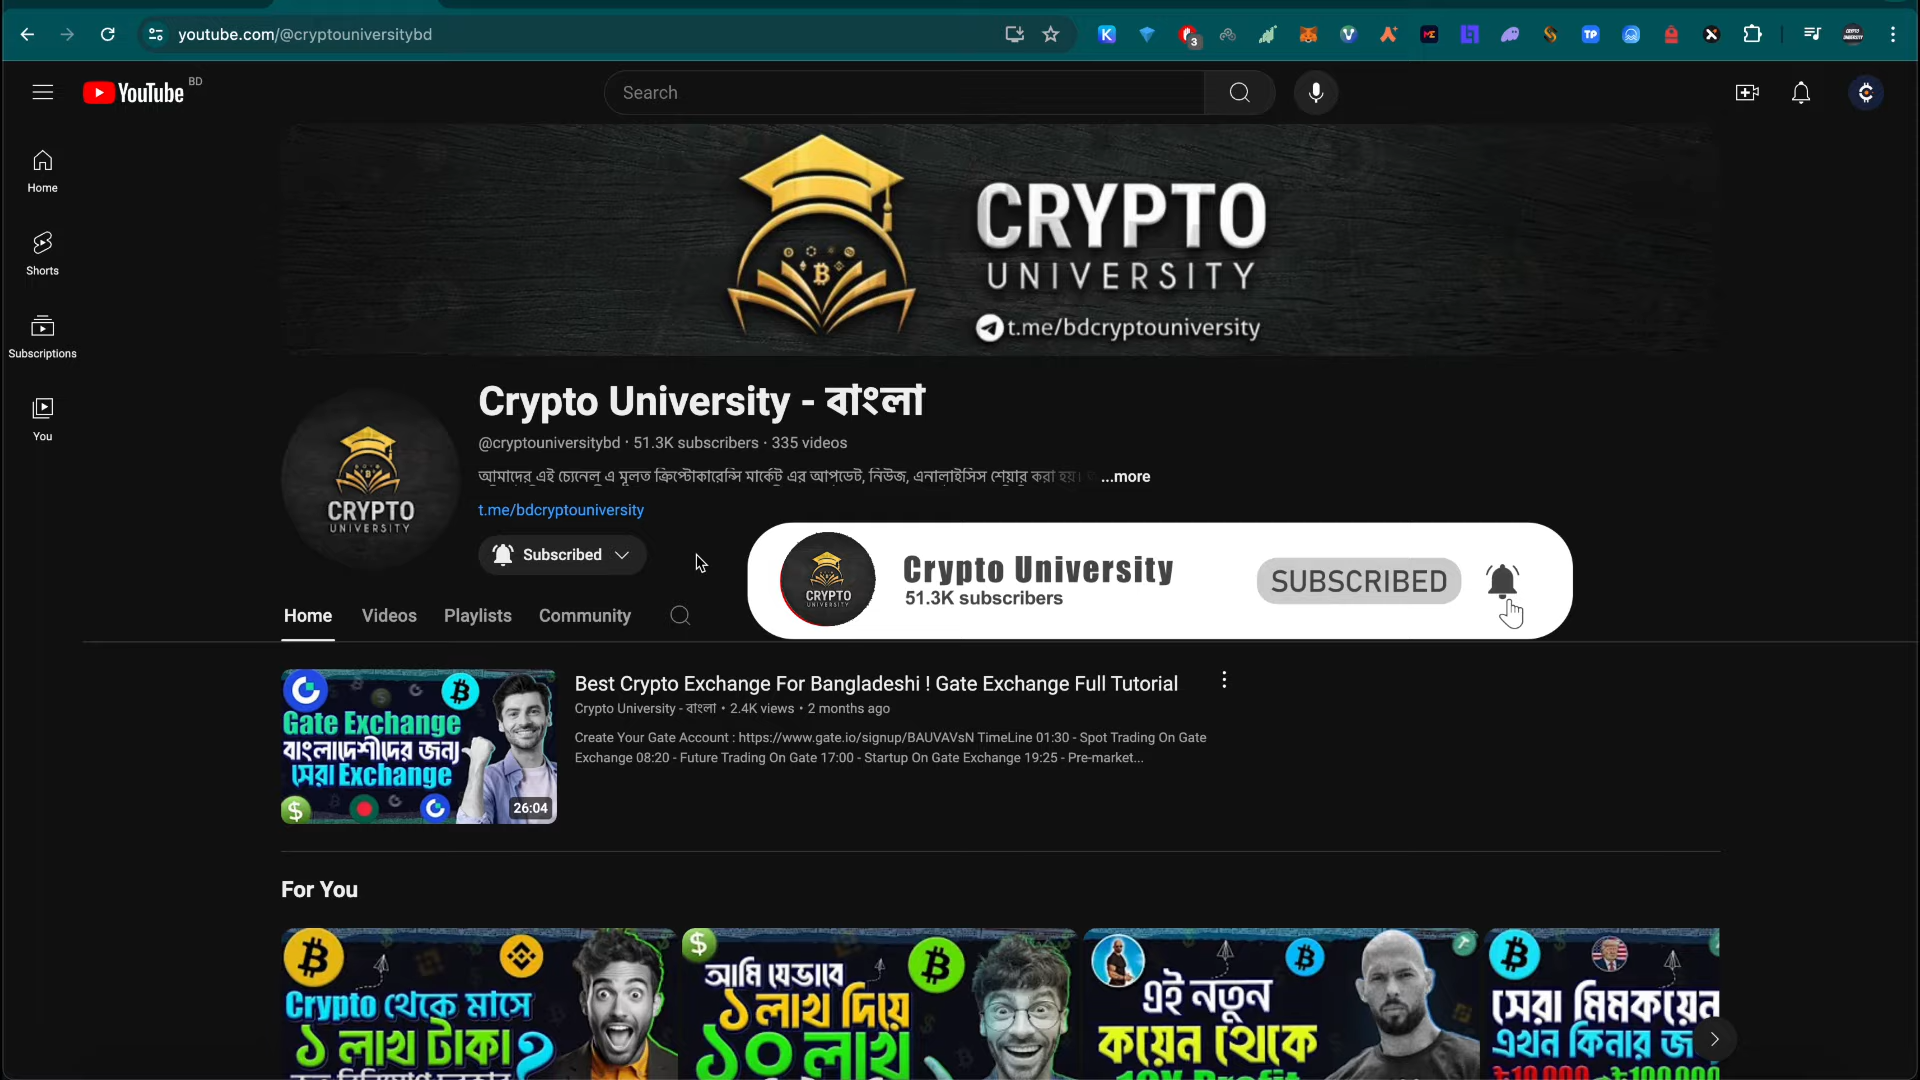 youtube.com/@cryptouniversitybd
3
YouTube BD
Search
Home
Shorts
Subscriptions
You
CRYPTO
UNIVERSITY
t.me/bdcryptouniversity
CRYPTO
UNIVERSITY
Crypto University - বাংলা
@cryptouniversitybd · 51.3K subscribers · 335 videos
আমাদের এই চ্যেনেল এ মূলত ক্রিপ্টোকারেন্সি মার্কেট এর আপডেট, নিউজ, এনালাইসিস শেয়ার করা হয়। ...more
t.me/bdcryptouniversity
Subscribed
CRYPTO
UNIVERSITY
Crypto University
51.3K subscribers
SUBSCRIBED
Home Videos Playlists Community
Gate Exchange
বাংলাদেশীদের জন্য
সেরা Exchange
26:04
Best Crypto Exchange For Bangladeshi ! Gate Exchange Full Tutorial
Crypto University - বাংলা • 2.4K views • 2 months ago
Create Your Gate Account : https://www.gate.io/signup/BAUVAVsN TimeLine 01:30 - Spot Trading On Gate
Exchange 08:20 - Future Trading On Gate 17:00 - Startup On Gate Exchange 19:25 - Pre-market...
For You
Crypto থেকে মাসে
১ লাখ টাকা
আমি যেভাবে
১ লাখ দিয়ে
১০ লাখ
এই নতুন
কয়েন থেকে
10X Profit
সেরা মিমকয়েন
এখন কিনার জ